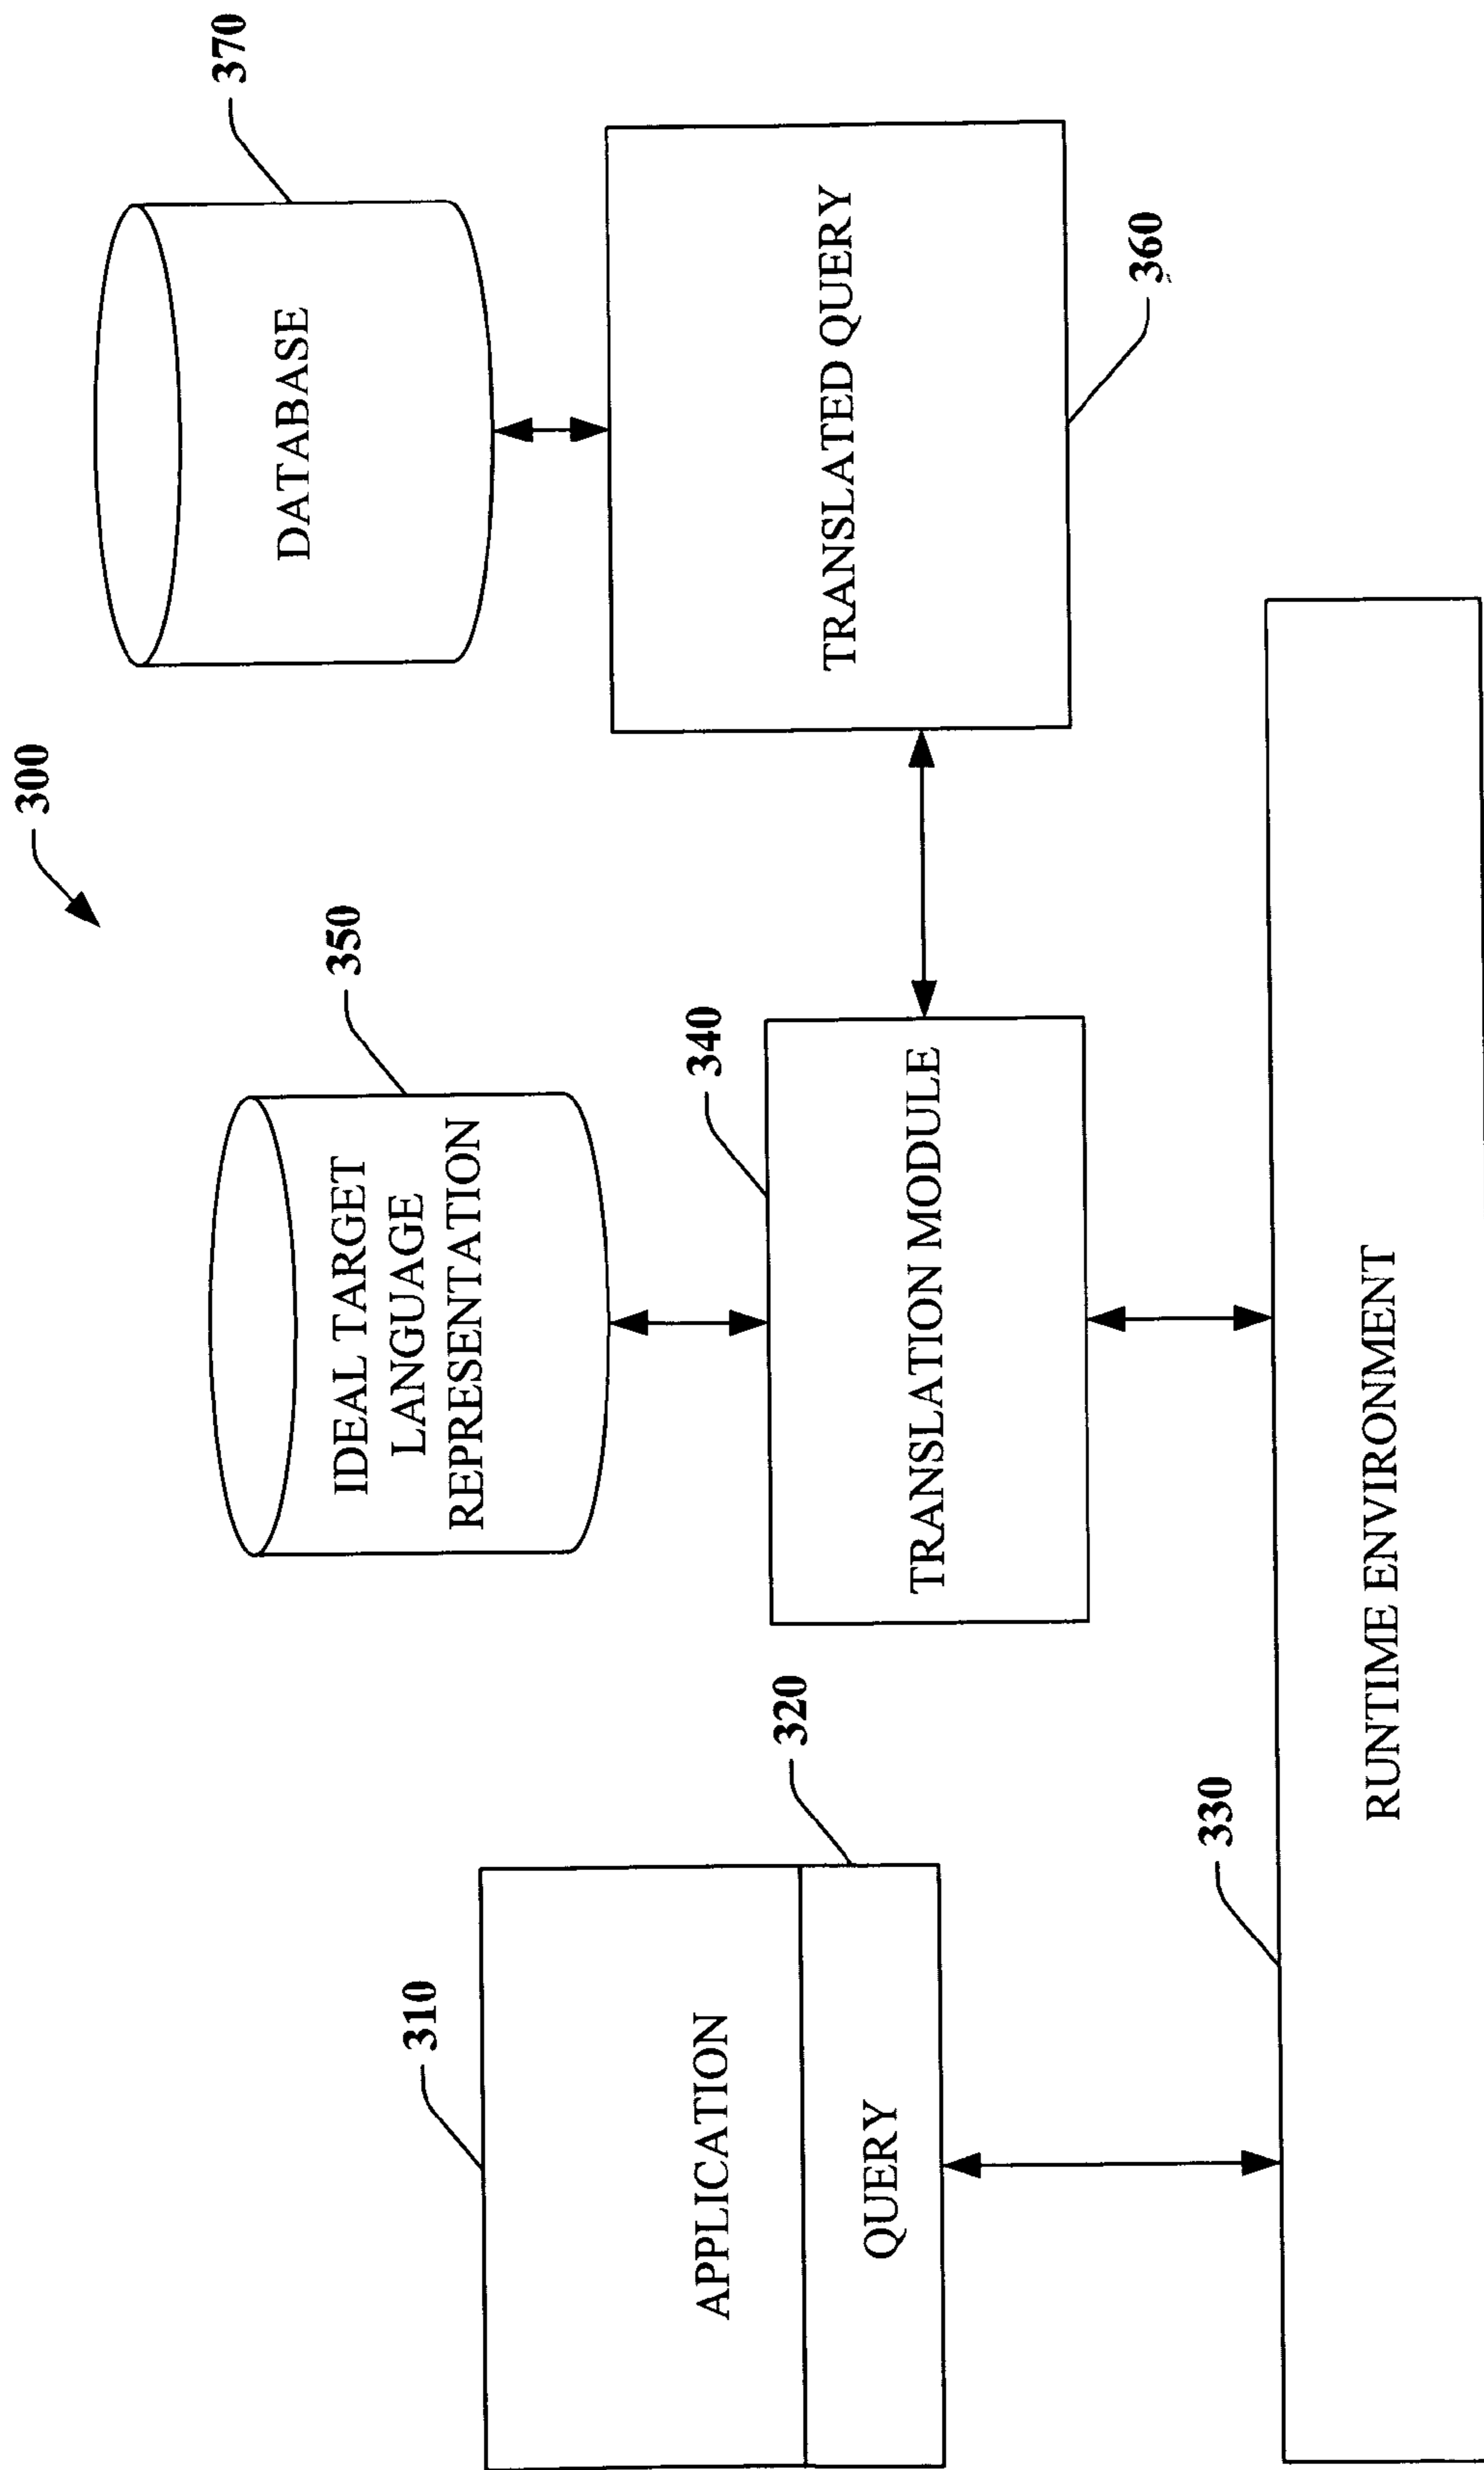 300
310
APPLICATION
QUERY
320
350
IDEAL TARGET
LANGUAGE
REPRESENTATION
340
TRANSLATION MODULE
370
DATABASE
TRANSLATED QUERY
360
330
RUNTIME ENVIRONMENT